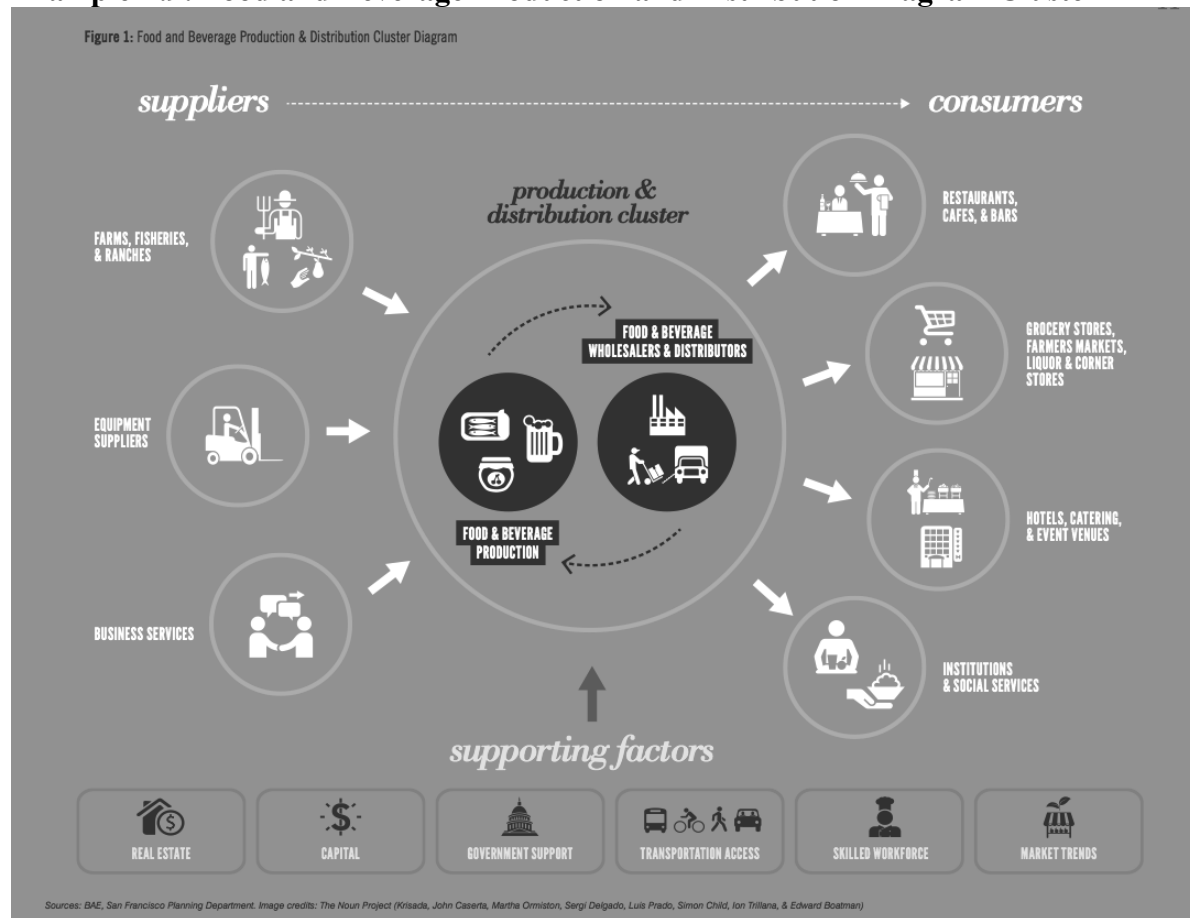 Figure 1: Food and Beverage Production & Distribution Cluster Diagram
suppliers
consumers
production &
distribution cluster
FARMS, FISHERIES,
& RANCHES
EQUIPMENT
SUPPLIERS
BUSINESS SERVICES
FOOD & BEVERAGE
WHOLESALERS & DISTRIBUTORS
FOOD & BEVERAGE
PRODUCTION
RESTAURANTS,
CAFES, & BARS
GROCERY STORES,
FARMERS MARKETS,
LIQUOR & CORNER
STORES
HOTELS, CATERING,
& EVENT VENUES
INSTITUTIONS
& SOCIAL SERVICES
supporting factors
REAL ESTATE
CAPITAL
GOVERNMENT SUPPORT
TRANSPORTATION ACCESS
SKILLED WORKFORCE
MARKET TRENDS
Sources: BAE, San Francisco Planning Department. Image credits: The Noun Project (Krisada, John Caserta, Martha Ormiston, Sergi Delgado, Luis Prado, Simon Child, Ion Trillana, & Edward Boatman)